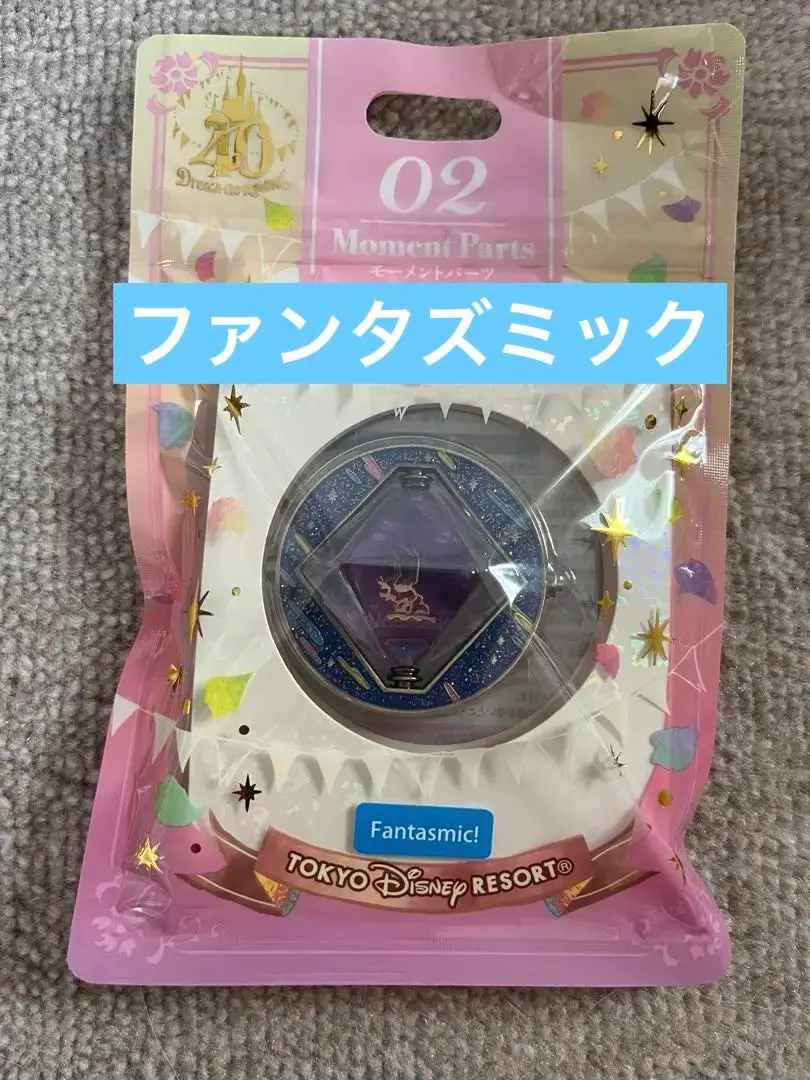 40
Dream-Go-Round
02
Moment Parts
モーメントパーツ
ファンタズミック
Fantasmic!
TOKYO Disney RESORT®